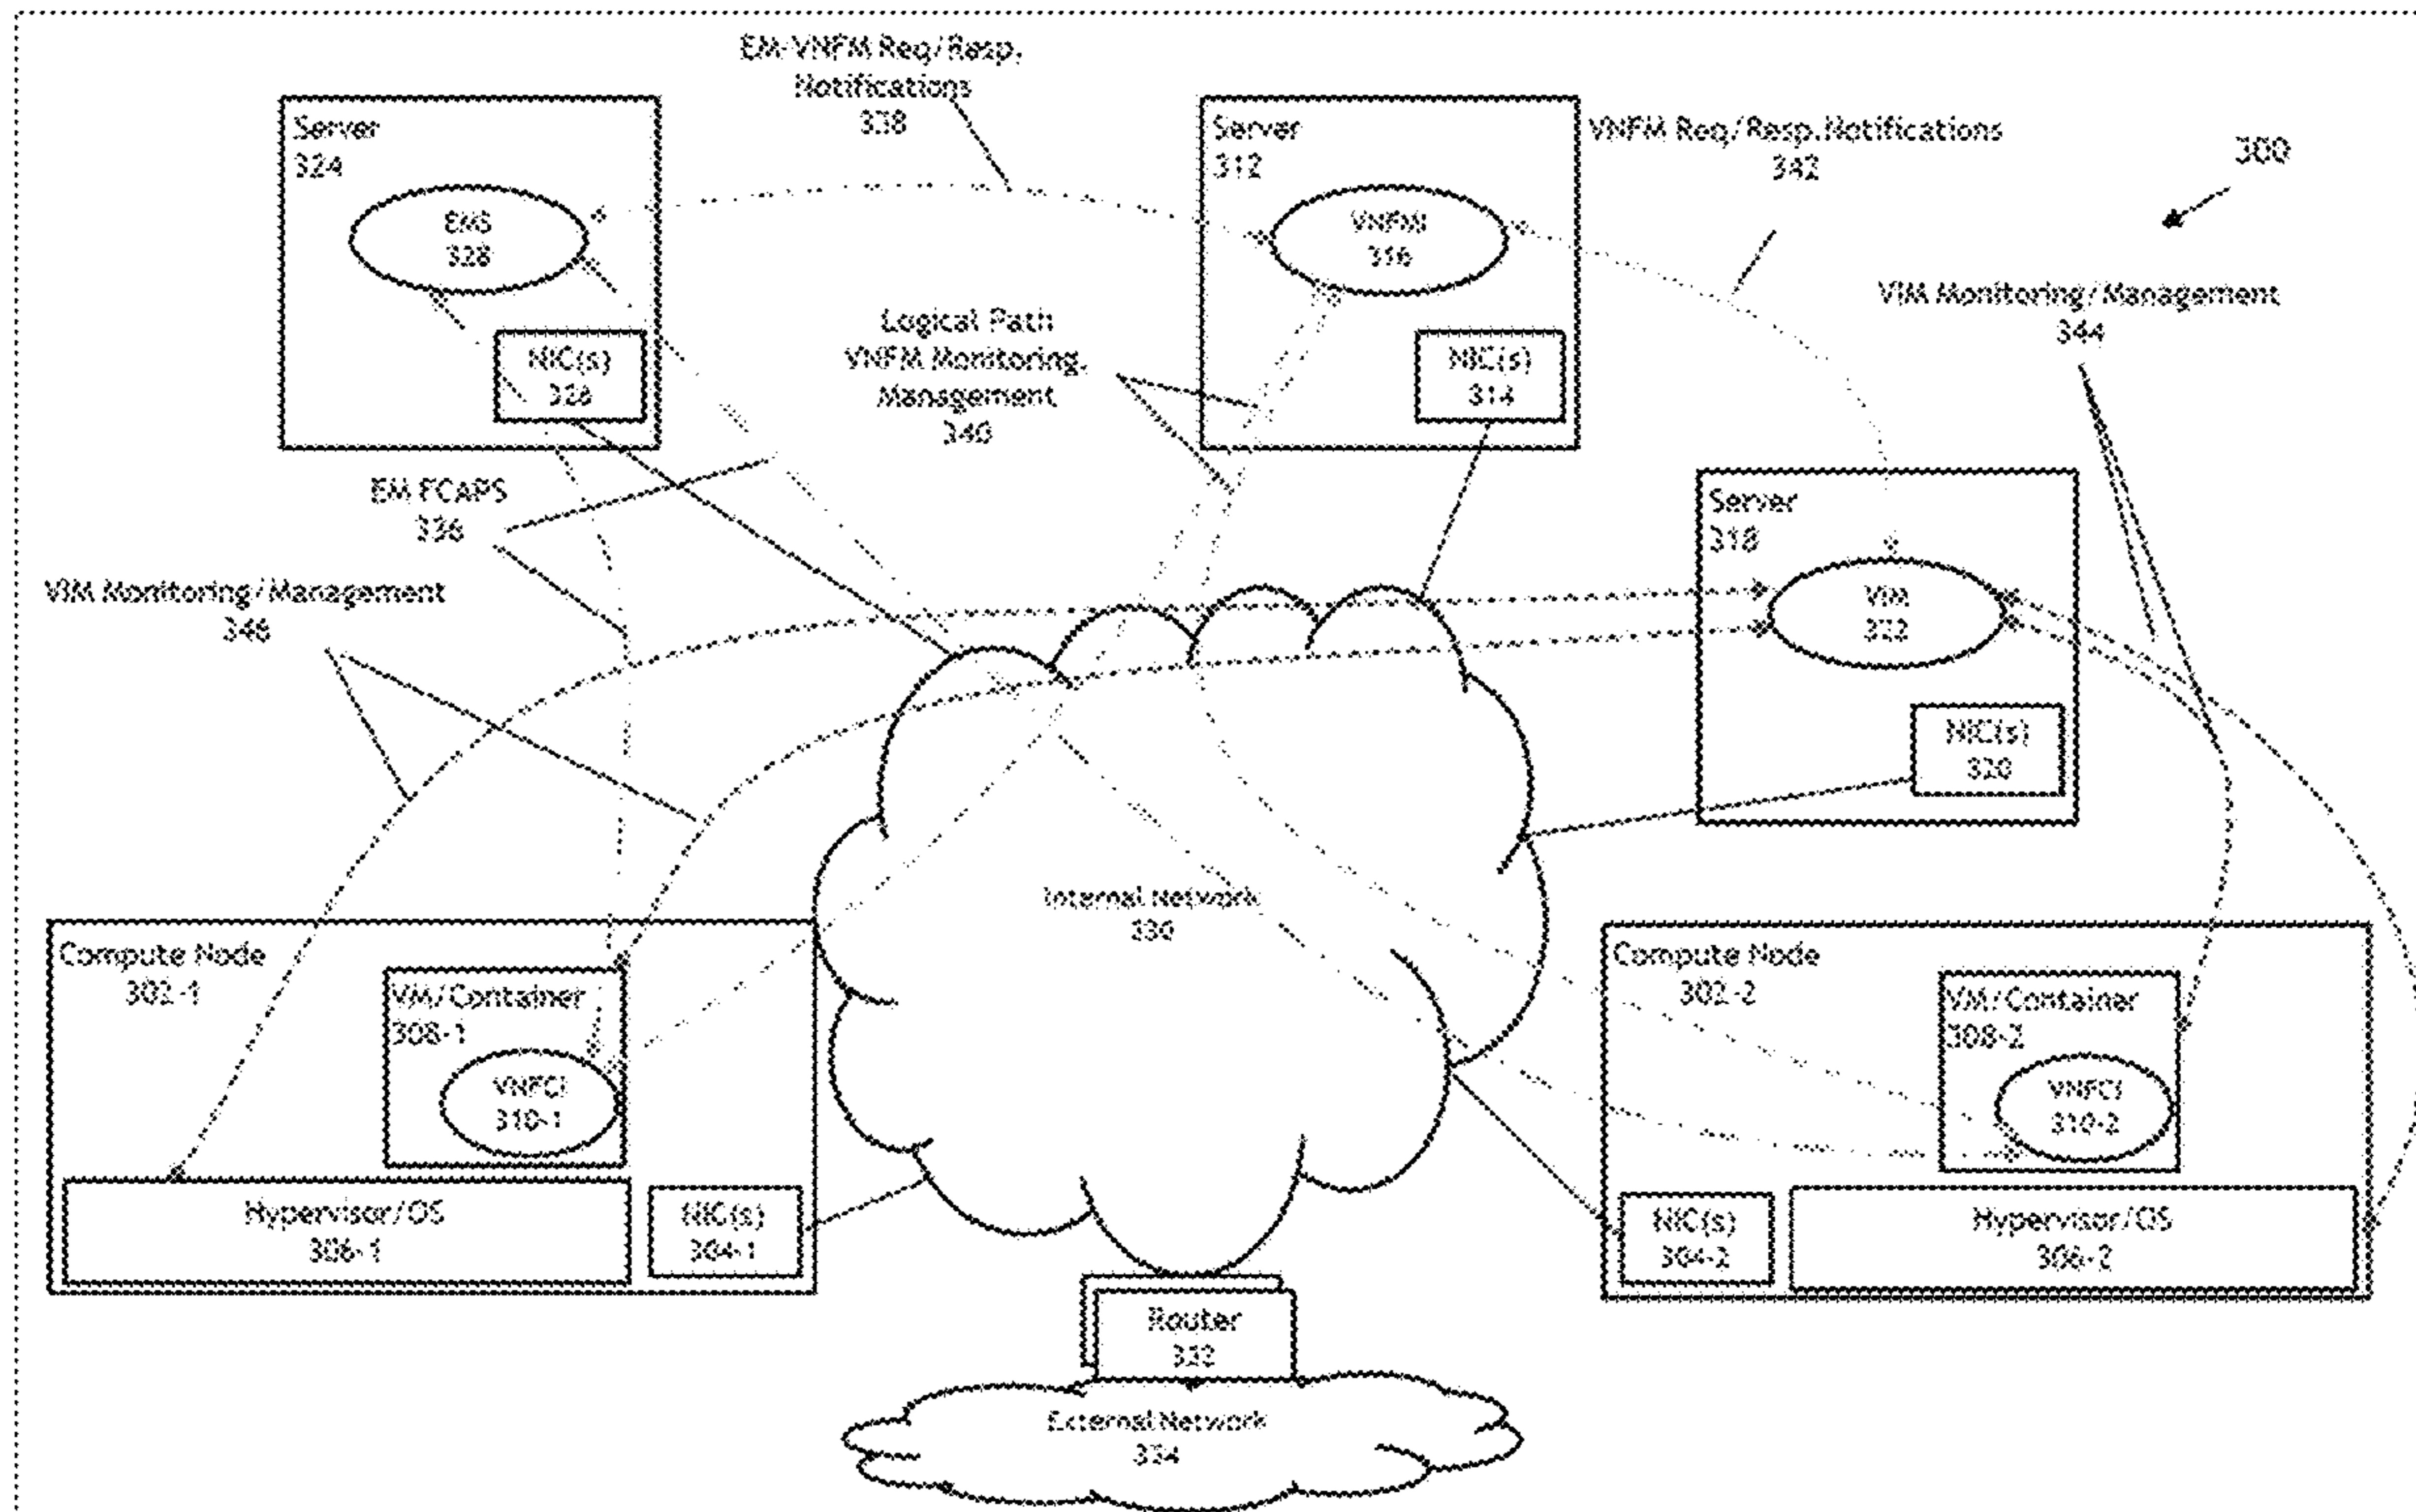 EM-VNFM Req/Resp.
Notifications
338
Server
324
EMS
328
NIC(s)
326
Server
312
VNFM
316
NIC(s)
314
VNFM Req/Resp.Notifications
342
300
VIM Monitoring/Management
344
Logical Path
VNFM Monitoring,
Management
340
EM FCAPS
336
VIM Monitoring/Management
346
Server
318
VIM
322
NIC(s)
320
Internal Network
330
Compute Node
302-1
VM/Container
308-1
VNFCI
310-1
Hypervisor/OS
306-1
NIC(s)
304-1
Compute Node
302-2
VM/Container
308-2
VNFCI
310-2
NIC(s)
304-2
Hypervisor/OS
306-2
Router
332
External Network
334